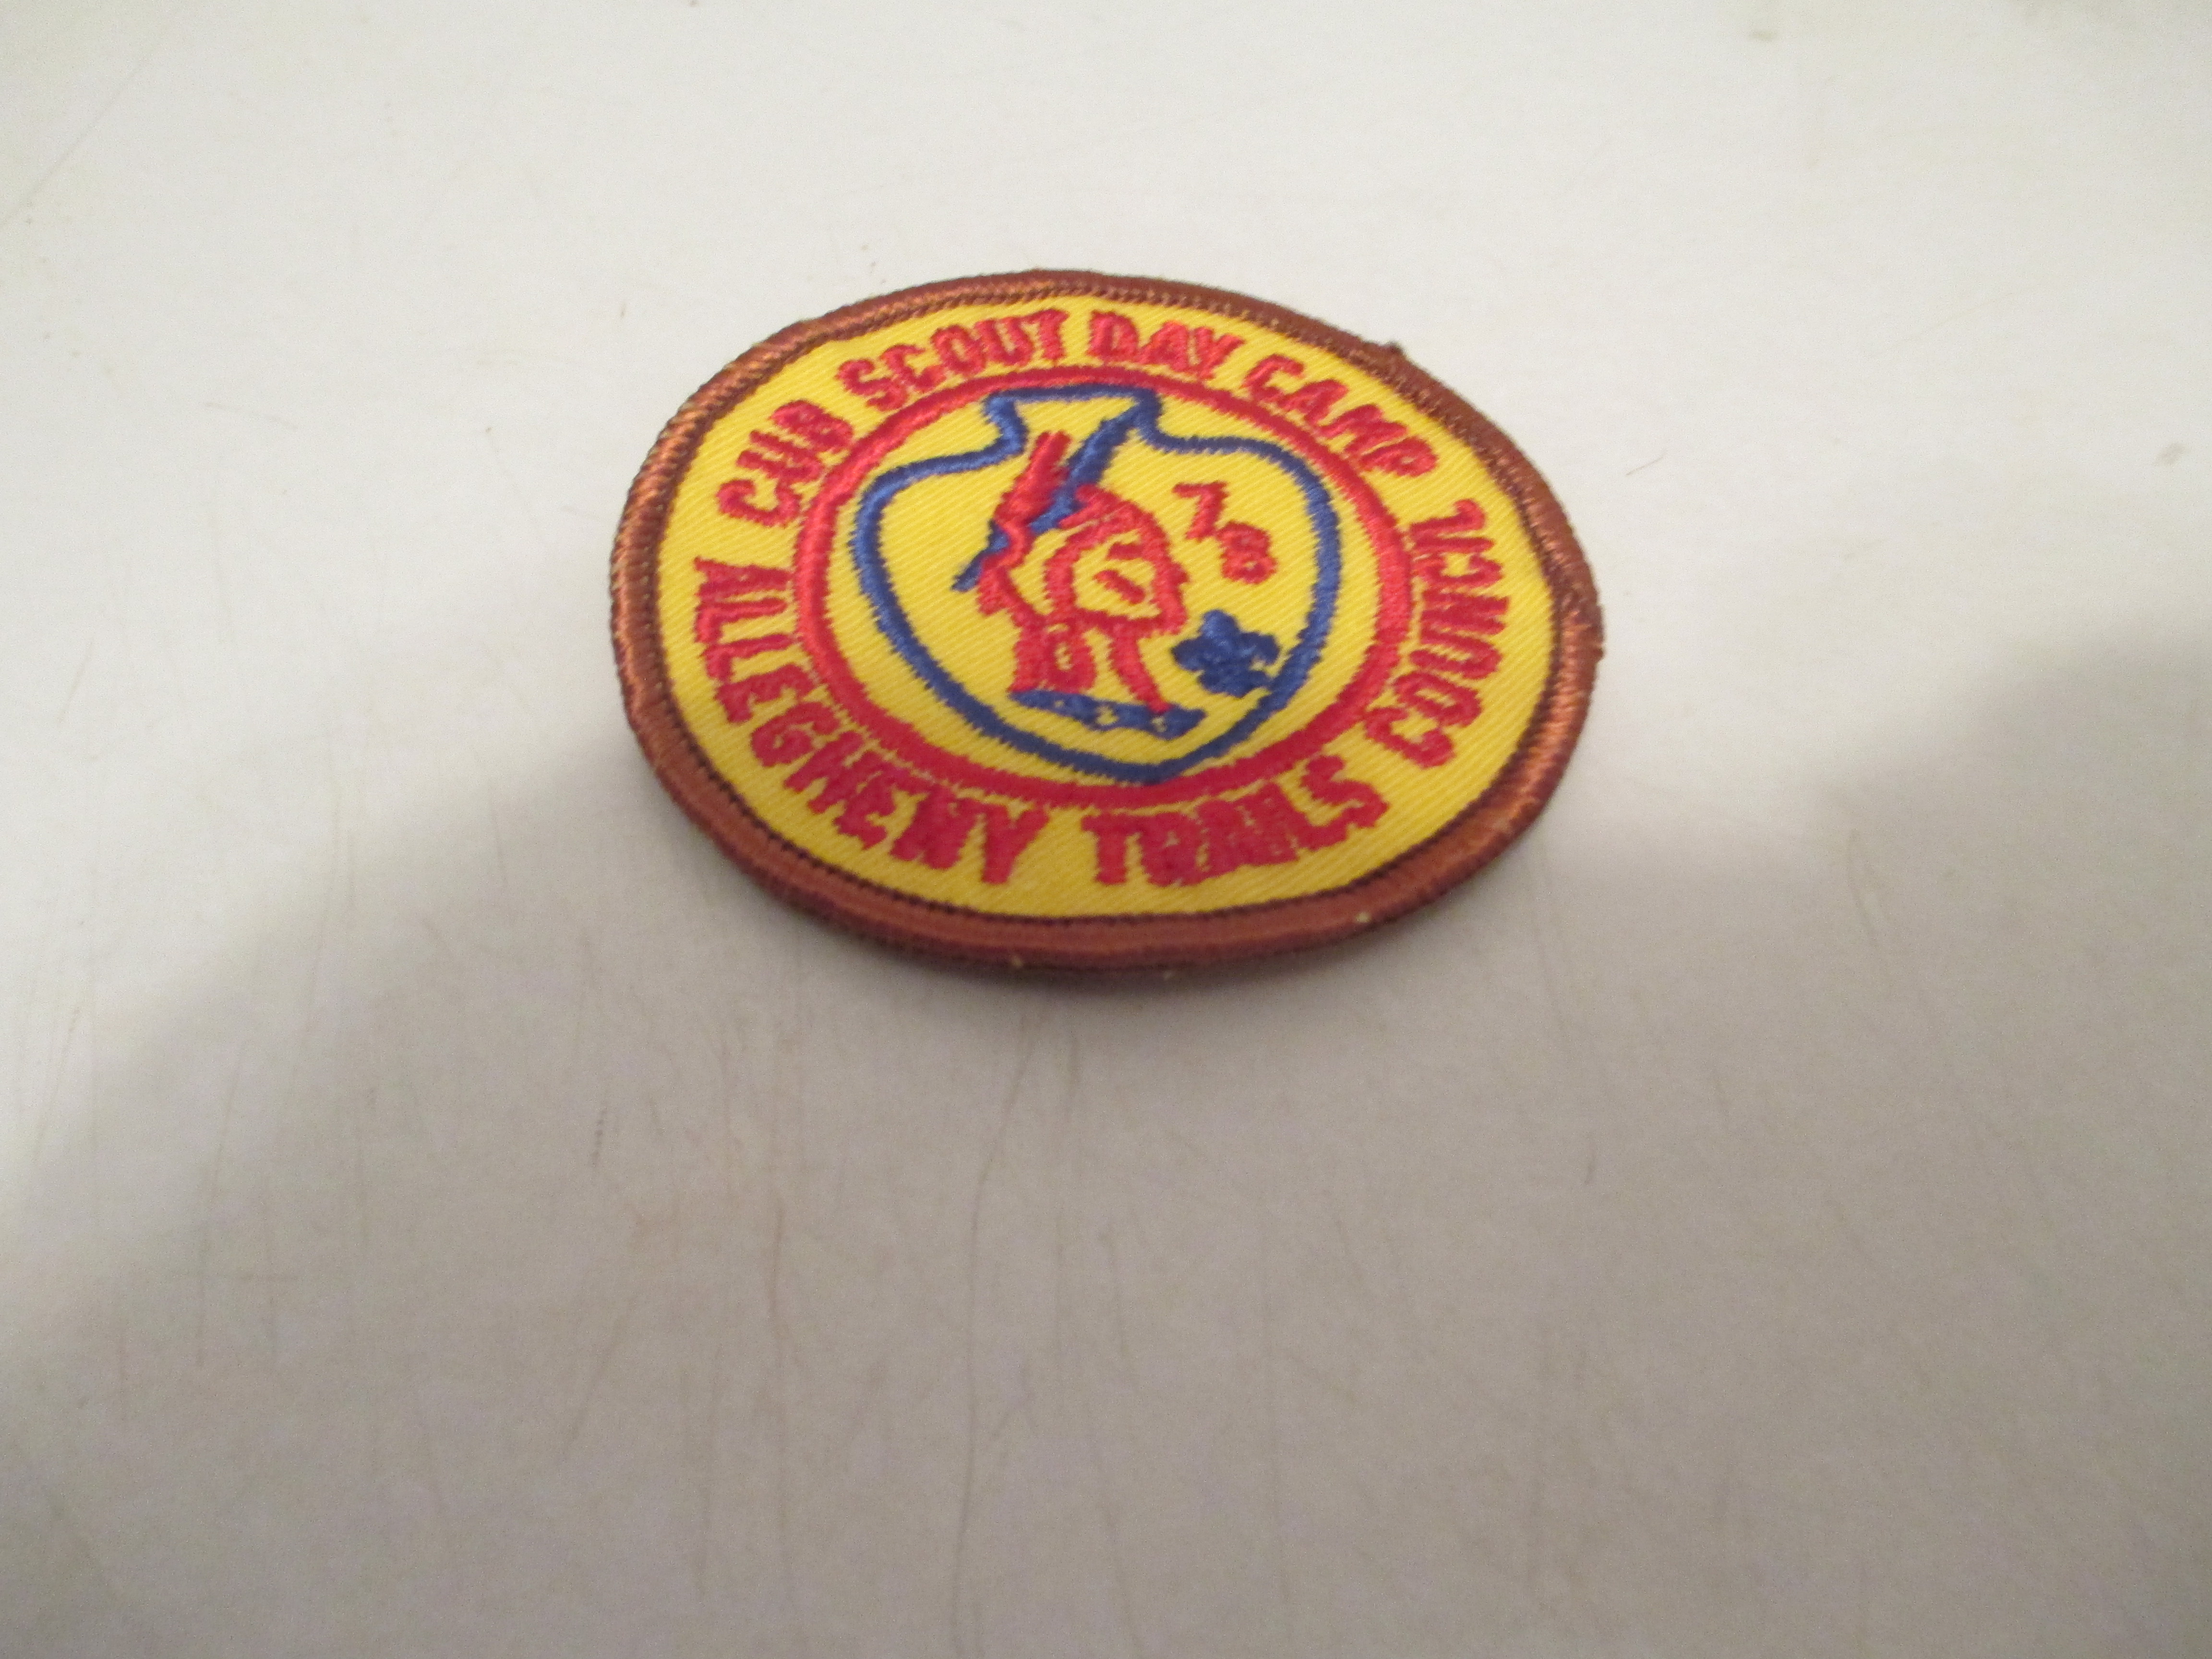 CUB SCOUT DAY CAMP
78
ALLEGHENY TRAILS COUNCIL